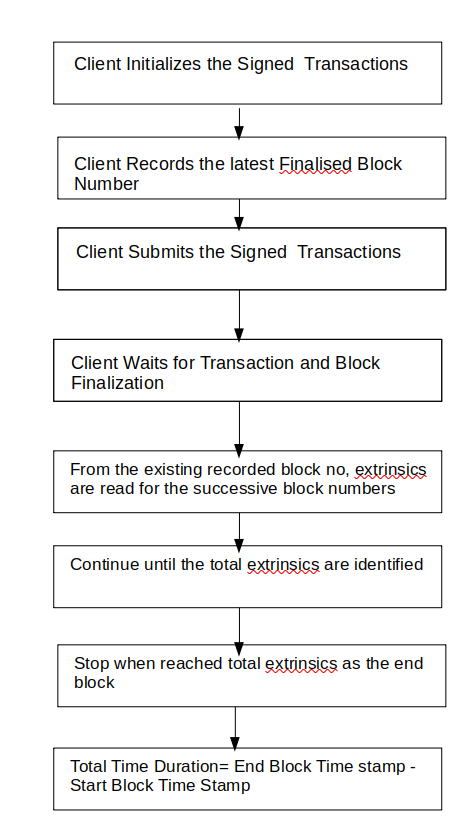 Client Initializes the Signed  Transactions
Client Records the latest Finalised Block
Number
Client Submits the Signed  Transactions
Client Waits for Transaction and Block
Finalization
From the existing recorded block no, extrinsics
are read for the successive block numbers
Continue until the total extrinsics are identified
Stop when reached total extrinsics as the end
block
Total Time Duration= End Block Time stamp -
Start Block Time Stamp